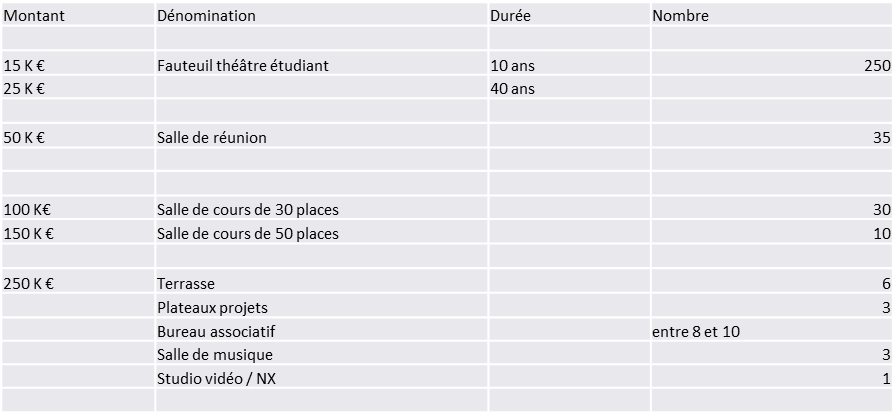 Montant Dénomination Durée Nombre
15 K € Fauteuil théâtre étudiant 10 ans 250
25 K € 40 ans
50 K € Salle de réunion 35
100 K€ Salle de cours de 30 places 30
150 K € Salle de cours de 50 places 10
250 K € Terrasse 6
Plateaux projets 3
Bureau associatif entre 8 et 10
Salle de musique 3
Studio vidéo / NX 1